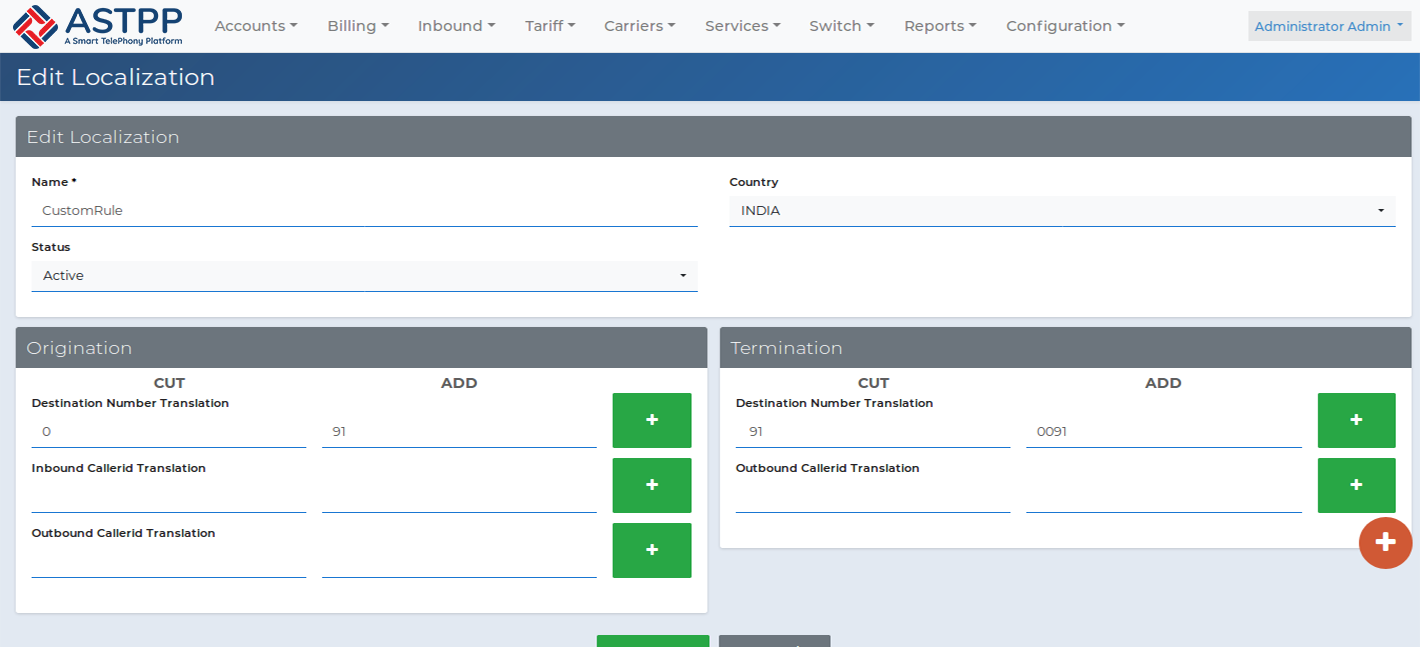 ASTPP
A Smart TelePhony Platform
Accounts Billing Inbound Tariff Carriers Services Switch Reports Configuration Administrator Admin
Edit Localization
Edit Localization
Name * Country
CustomRule INDIA
Status
Active
Origination Termination
CUT ADD CUT ADD
Destination Number Translation Destination Number Translation
0 91 + 91 0091 +
Inbound Callerid Translation Outbound Callerid Translation
+ +
Outbound Callerid Translation
+ +